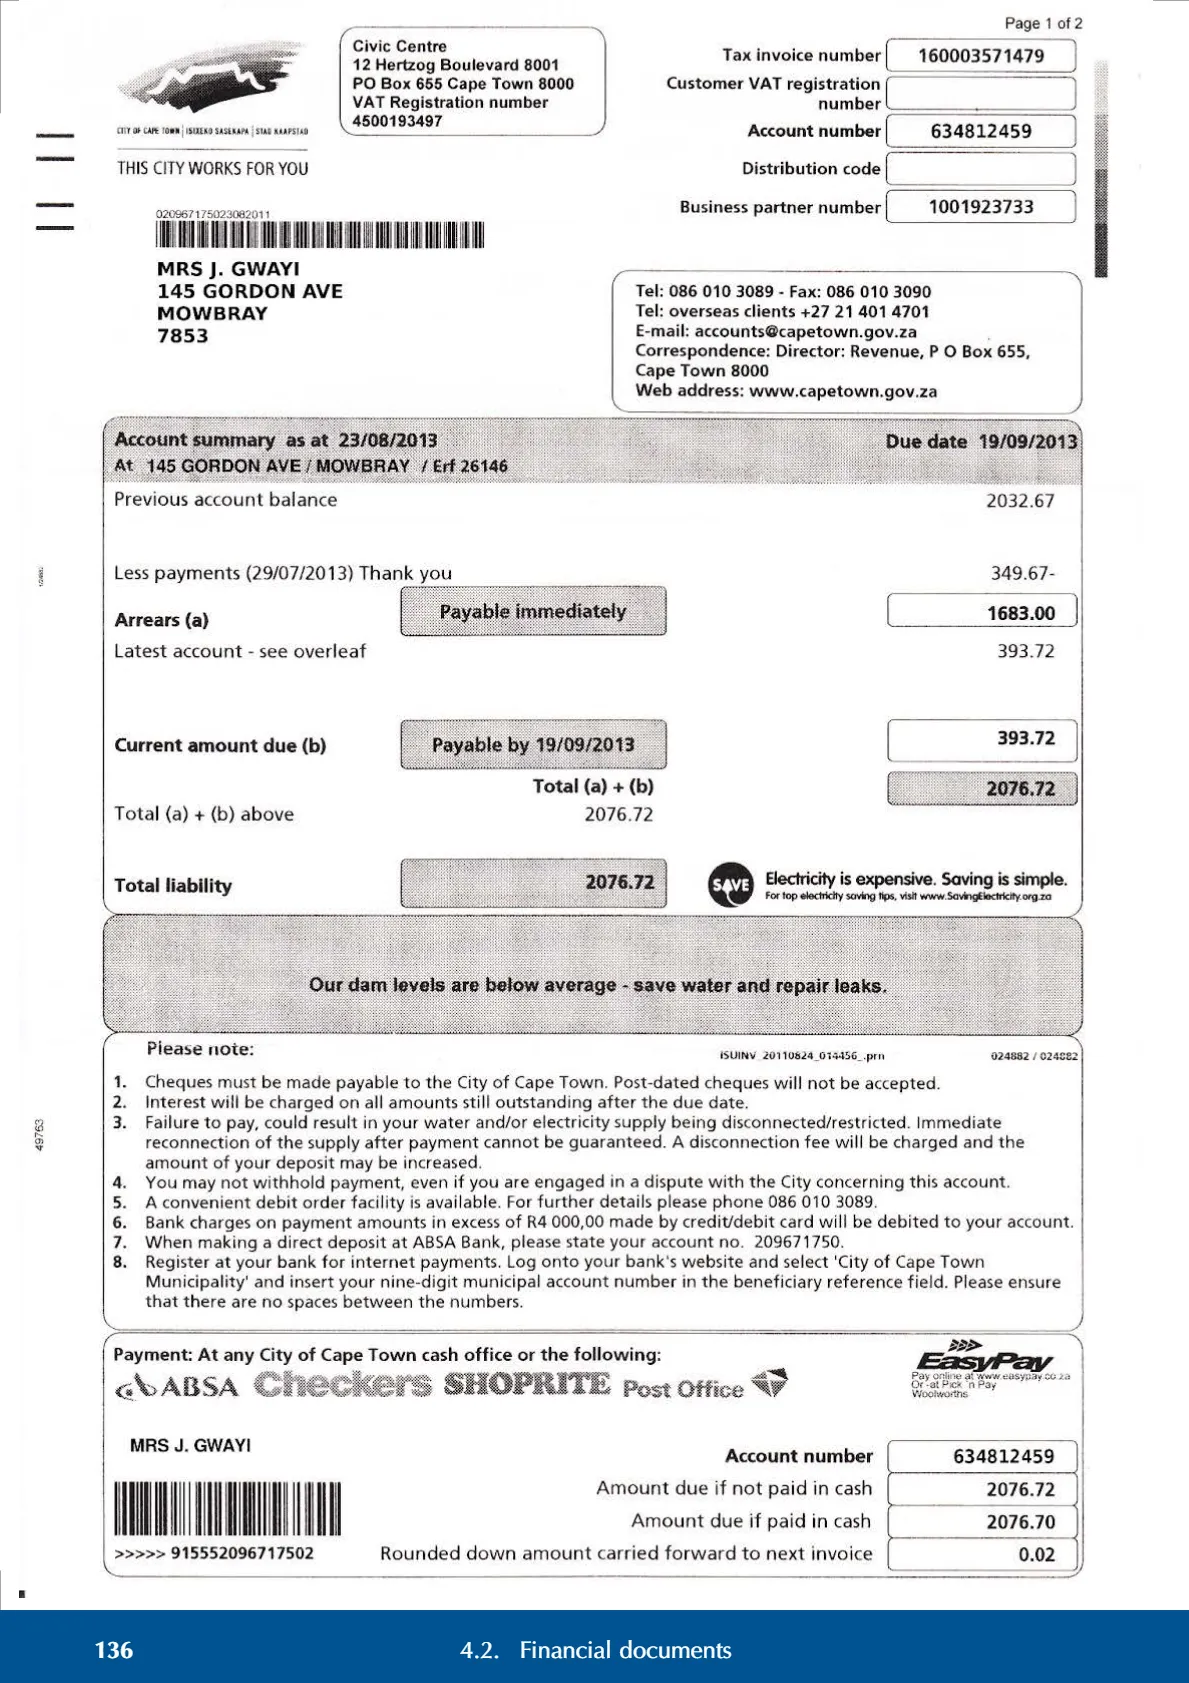 Page 1 of 2
CITY OF CAPE TOWN | ISIXEKO SASEKAPA | STAD KAAPSTAD
THIS CITY WORKS FOR YOU
Civic Centre
12 Hertzog Boulevard 8001
PO Box 655 Cape Town 8000
VAT Registration number
4500193497
Tax invoice number 160003571479
Customer VAT registration
number
Account number 634812459
Distribution code
Business partner number 1001923733
020967175023082011
MRS J. GWAYI
145 GORDON AVE
MOWBRAY
7853
Tel: 086 010 3089 - Fax: 086 010 3090
Tel: overseas clients +27 21 401 4701
E-mail: accounts@capetown.gov.za
Correspondence: Director: Revenue, P O Box 655,
Cape Town 8000
Web address: www.capetown.gov.za
Account summary as at 23/08/2013 Due date 19/09/2013
At 145 GORDON AVE / MOWBRAY / Erf 26146
Previous account balance 2032.67
Less payments (29/07/2013) Thank you 349.67-
Arrears (a) Payable immediately 1683.00
Latest account - see overleaf 393.72
Current amount due (b) Payable by 19/09/2013 393.72
Total (a) + (b) 2076.72
Total (a) + (b) above 2076.72
Total liability 2076.72
SAVE Electricity is expensive. Saving is simple.
For top electricity saving tips, visit www.SavingElectricity.org.za
Our dam levels are below average - save water and repair leaks.
Please note: ISUINV_20110824_014456_.prn 024882 / 024882
1. Cheques must be made payable to the City of Cape Town. Post-dated cheques will not be accepted.
2. Interest will be charged on all amounts still outstanding after the due date.
3. Failure to pay, could result in your water and/or electricity supply being disconnected/restricted. Immediate
reconnection of the supply after payment cannot be guaranteed. A disconnection fee will be charged and the
amount of your deposit may be increased.
4. You may not withhold payment, even if you are engaged in a dispute with the City concerning this account.
5. A convenient debit order facility is available. For further details please phone 086 010 3089.
6. Bank charges on payment amounts in excess of R4 000,00 made by credit/debit card will be debited to your account.
7. When making a direct deposit at ABSA Bank, please state your account no. 209671750.
8. Register at your bank for internet payments. Log onto your bank's website and select 'City of Cape Town
Municipality' and insert your nine-digit municipal account number in the beneficiary reference field. Please ensure
that there are no spaces between the numbers.
49763
Payment: At any City of Cape Town cash office or the following:
ABSA Checkers SHOPRITE Post Office
EasyPay
Pay online at www.easypay.co.za
Or -at Pick 'n Pay
Woolworths
MRS J. GWAYI
Account number 634812459
Amount due if not paid in cash 2076.72
Amount due if paid in cash 2076.70
>>>>> 915552096717502 Rounded down amount carried forward to next invoice 0.02
136 4.2. Financial documents